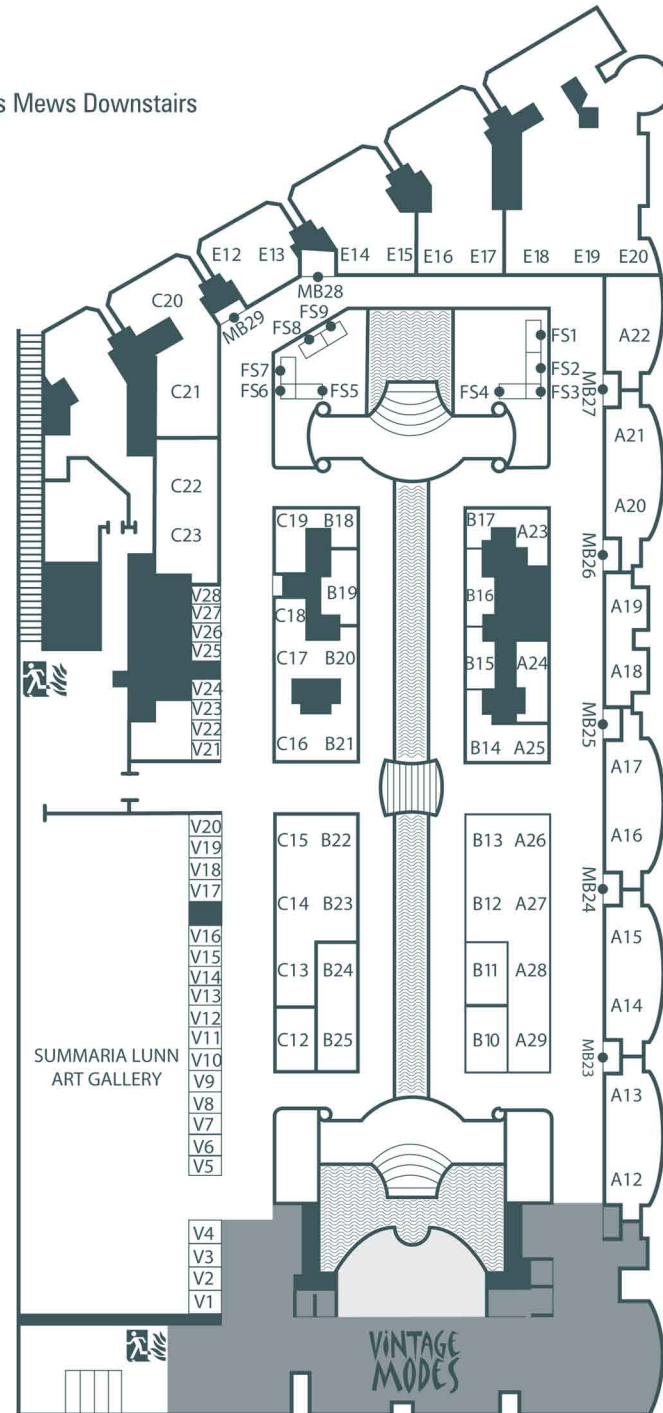 s Mews Downstairs
E12 E13 E14 E15 E16 E17 E18 E19 E20
C20
MB28
MB29
FS9
FS8
FS1
A22
FS7
FS2
FS6 FS5 FS4 FS3
MB27
C21
A21
C22
C19 B18 B17 A23
A20
C23
MB26
V28
B19 B16
A19
V27
C18
V26
V25
C17 B20 B15 A24
A18
V24
V23
MB25
V22
V21
C16 B21 B14 A25
A17
V20
C15 B22 B13 A26
A16
V19
V18
V17
MB24
C14 B23 B12 A27
V16
A15
V15
V14
C13 B24 B11 A28
V13
A14
V12
V11
C12 B25 B10 A29
SUMMARIA LUNN
ART GALLERY
V10
MB23
V9
A13
V8
V7
V6
V5
A12
V4
V3
V2
V1
ViNTAGE
MODES